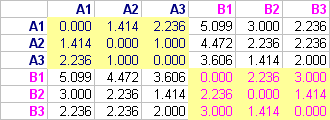 A1 A2 A3 B1 B2 B3
A1 0.000 1.414 2.236 5.099 3.000 2.236
A2 1.414 0.000 1.000 4.472 2.236 2.236
A3 2.236 1.000 0.000 3.606 1.414 2.000
B1 5.099 4.472 3.606 0.000 2.236 3.000
B2 3.000 2.236 1.414 2.236 0.000 1.414
B3 2.236 2.236 2.000 3.000 1.414 0.000